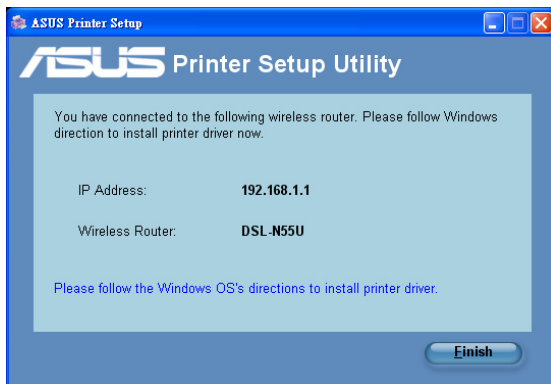 ASUS Printer Setup
ASUS Printer Setup Utility
You have connected to the following wireless router. Please follow Windows
direction to install printer driver now.
IP Address: 192.168.1.1
Wireless Router: DSL-N55U
Please follow the Windows OS's directions to install printer driver.
Finish